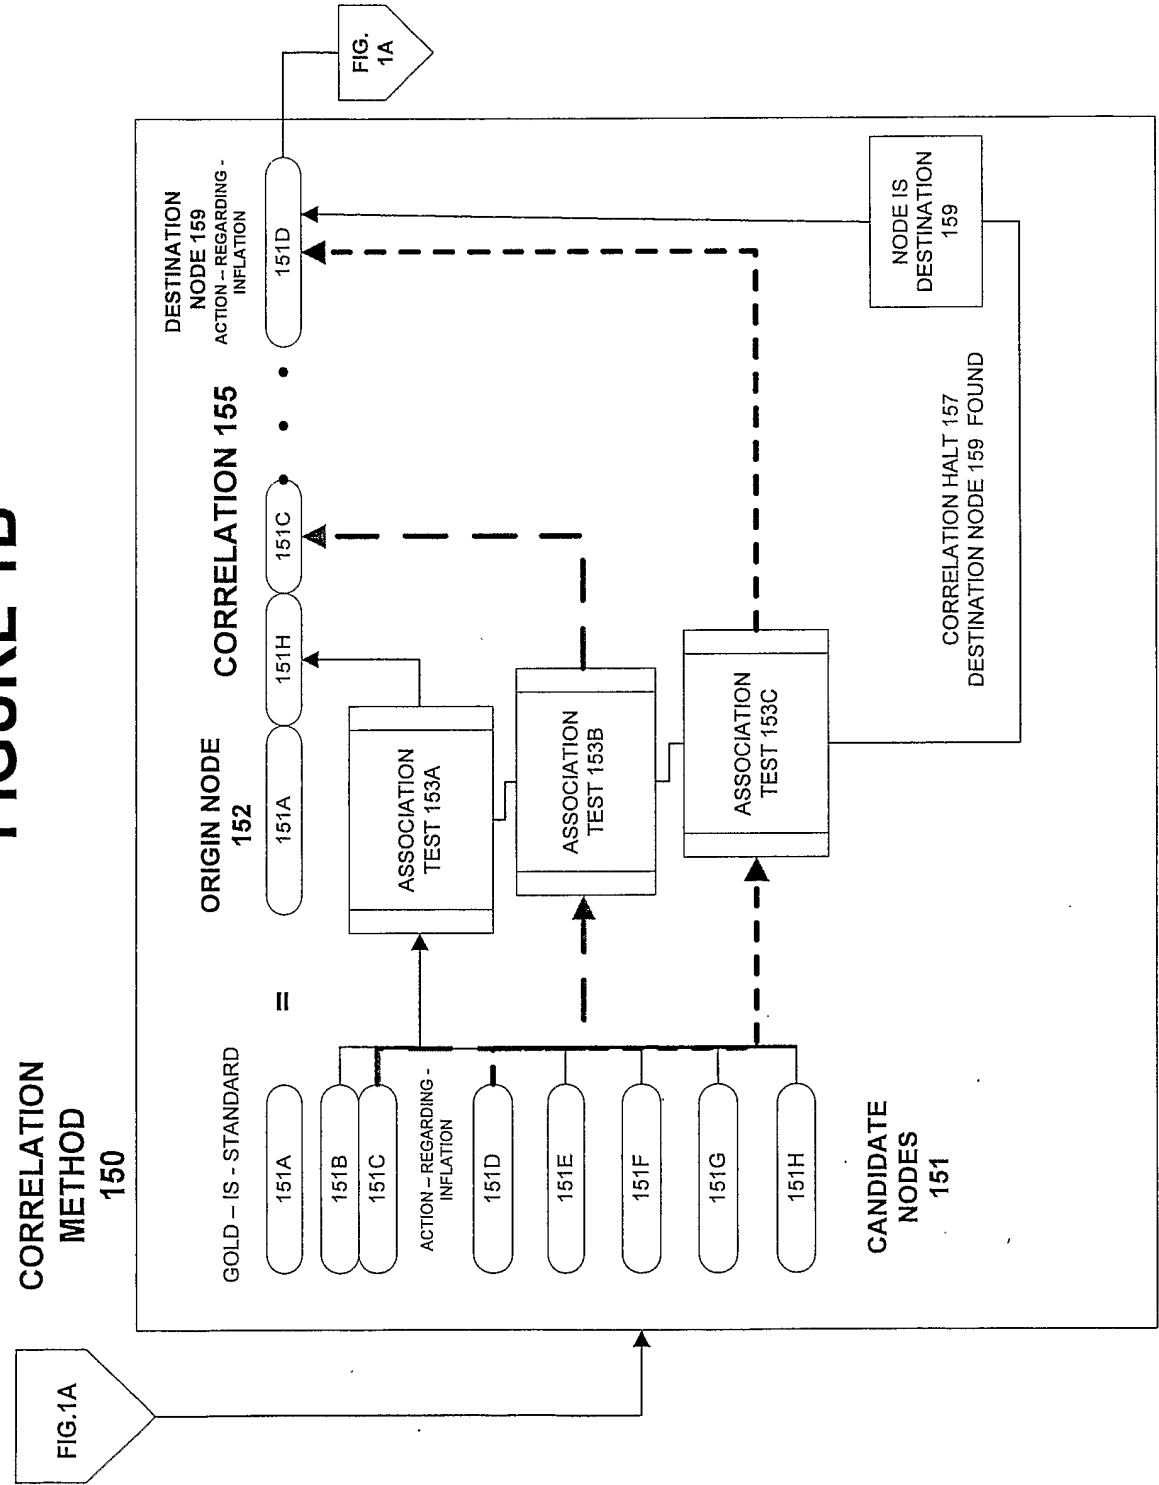 FIGURE 1B
CORRELATION
METHOD
150
FIG.1A
GOLD – IS - STANDARD
151A
=
151B
151C
ACTION – REGARDING -
INFLATION
151D
151E
151F
151G
151H
CANDIDATE
NODES
151
ORIGIN NODE
152
151A
151H
CORRELATION 155
151C
DESTINATION
NODE 159
ACTION – REGARDING -
INFLATION
151D
FIG.
1A
ASSOCIATION
TEST 153A
ASSOCIATION
TEST 153B
ASSOCIATION
TEST 153C
CORRELATION HALT 157
DESTINATION NODE 159 FOUND
NODE IS
DESTINATION
159